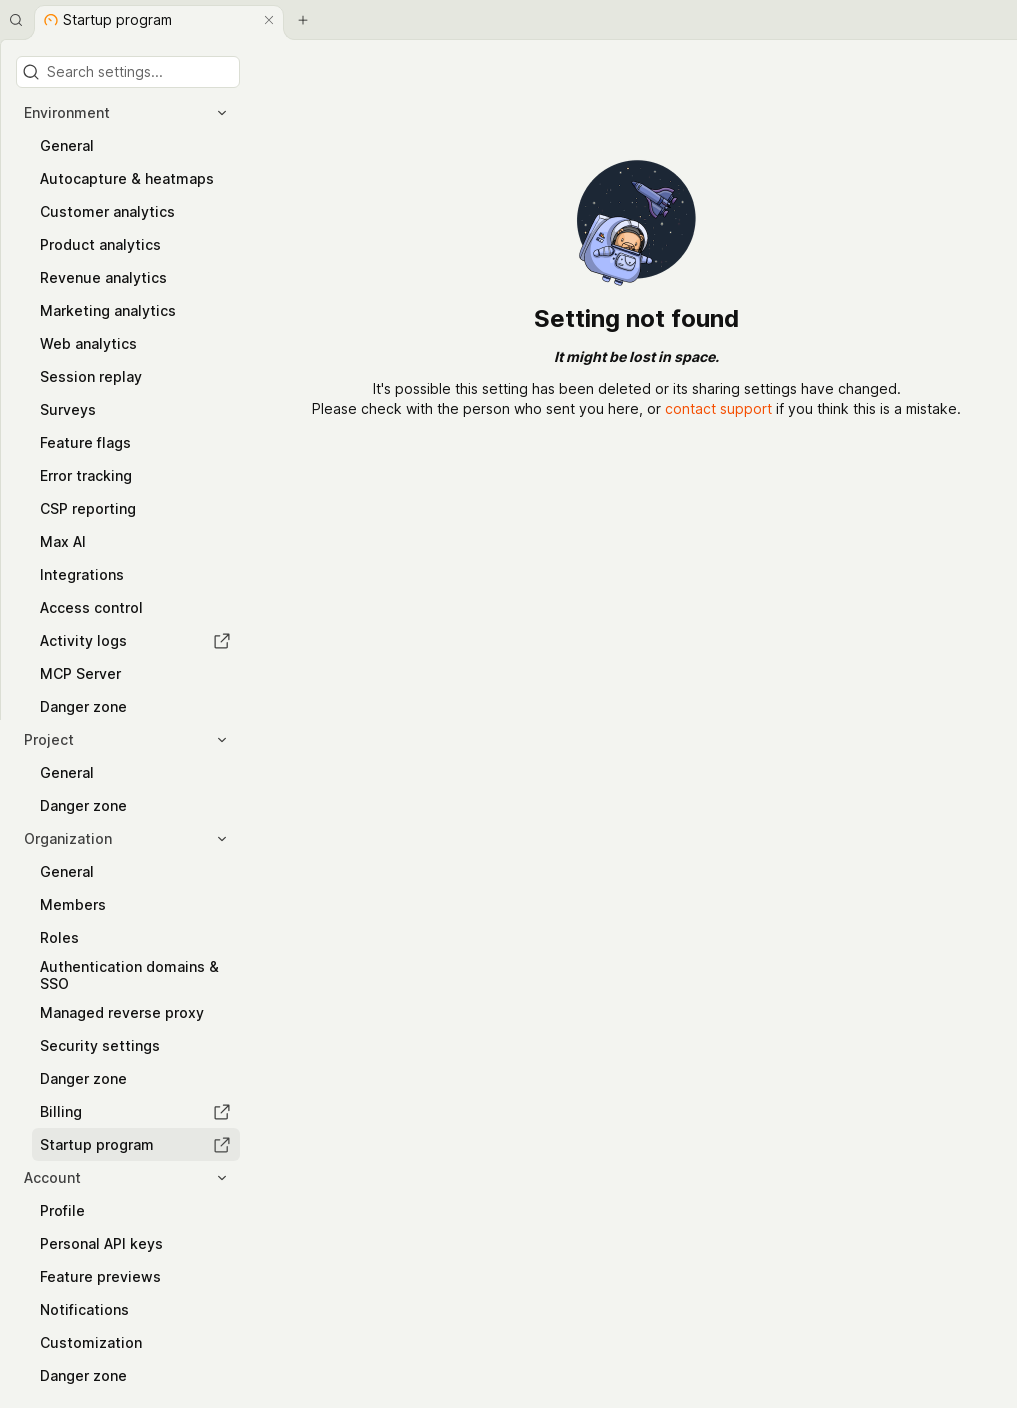 Startup program
Search settings...
Environment
General
Autocapture & heatmaps
Customer analytics
Product analytics
Revenue analytics
Marketing analytics
Web analytics
Session replay
Surveys
Feature flags
Error tracking
CSP reporting
Max AI
Integrations
Access control
Activity logs
MCP Server
Danger zone
Project
General
Danger zone
Organization
General
Members
Roles
Authentication domains &
SSO
Managed reverse proxy
Security settings
Danger zone
Billing
Startup program
Account
Profile
Personal API keys
Feature previews
Notifications
Customization
Danger zone
Setting not found
It might be lost in space.
It's possible this setting has been deleted or its sharing settings have changed.
Please check with the person who sent you here, or contact support if you think this is a mistake.